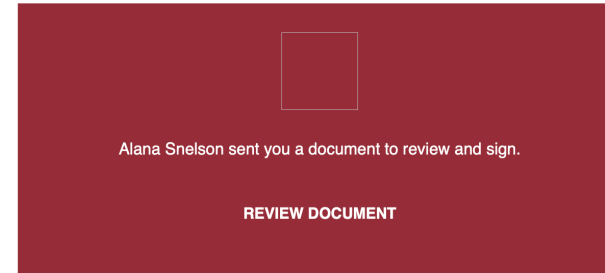 Alana Snelson sent you a document to review and sign.
REVIEW DOCUMENT